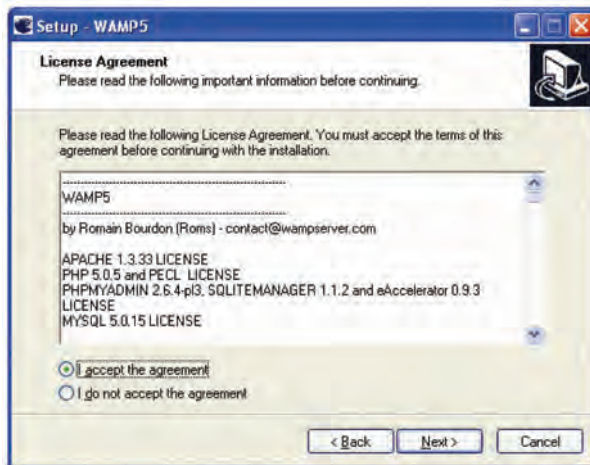 Setup - WAMP5
License Agreement
Please read the following important information before continuing.
Please read the following License Agreement. You must accept the terms of this
agreement before continuing with the installation.
WAMP5
by Romain Bourdon (Roms) - contact@wampserver.com
APACHE 1.3.33 LICENSE
PHP 5.0.5 and PECL LICENSE
PHPMYADMIN 2.6.4-pl3, SQLITEMANAGER 1.1.2 and eAccelerator 0.9.3
LICENSE
MYSQL 5.0.15 LICENSE
I accept the agreement
I do not accept the agreement
< Back Next > Cancel